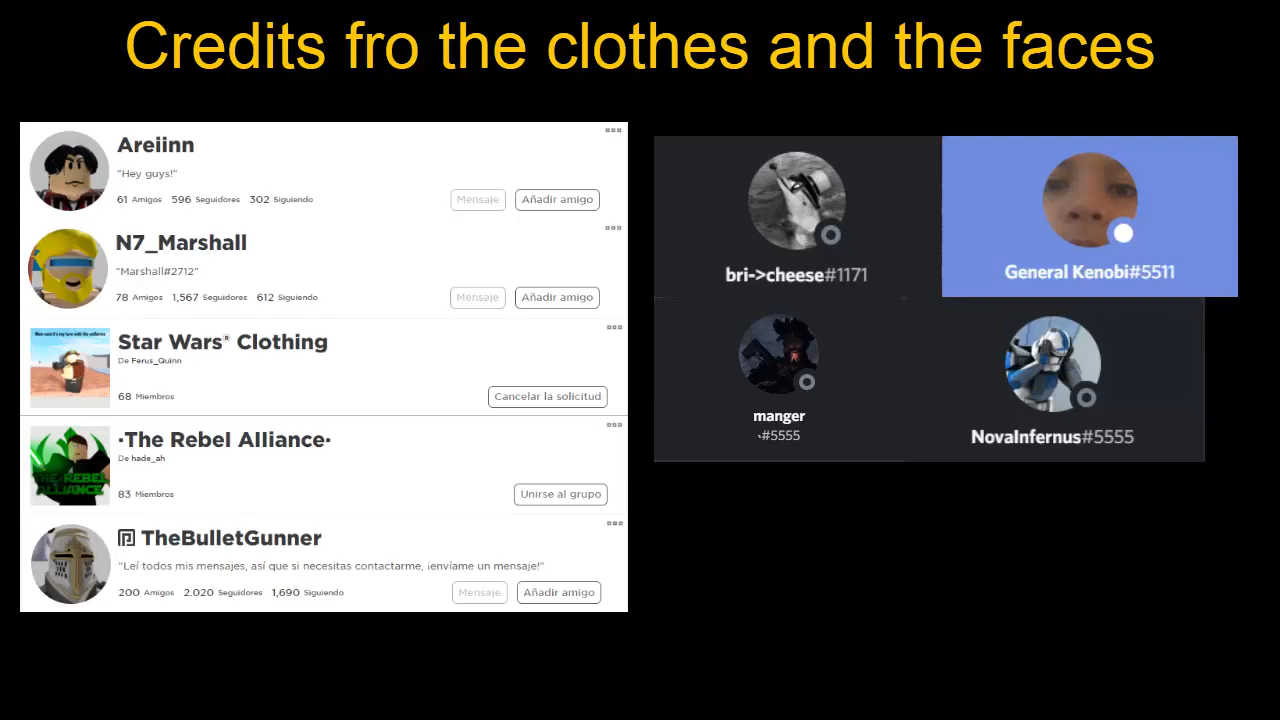 Credits fro the clothes and the faces
Areiinn
"Hey guys!"
61 Amigos 596 Seguidores 302 Siguiendo
Mensaje
Añadir amigo
N7_Marshall
"Marshall#2712"
78 Amigos 1,567 Seguidores 612 Siguiendo
Mensaje
Añadir amigo
Star Wars® Clothing
De Ferus_Quinn
68 Miembros
Cancelar la solicitud
·The Rebel Alliance·
De hade_ah
83 Miembros
Unirse al grupo
THE REBEL
ALLIANCE
TheBulletGunner
"Leí todos mis mensajes, así que si necesitas contactarme, ¡envíame un mensaje!"
200 Amigos 2.020 Seguidores 1,690 Siguiendo
Mensaje
Añadir amigo
bri->cheese#1171
General Kenobi#5511
manger
#5555
NovaInfernus#5555